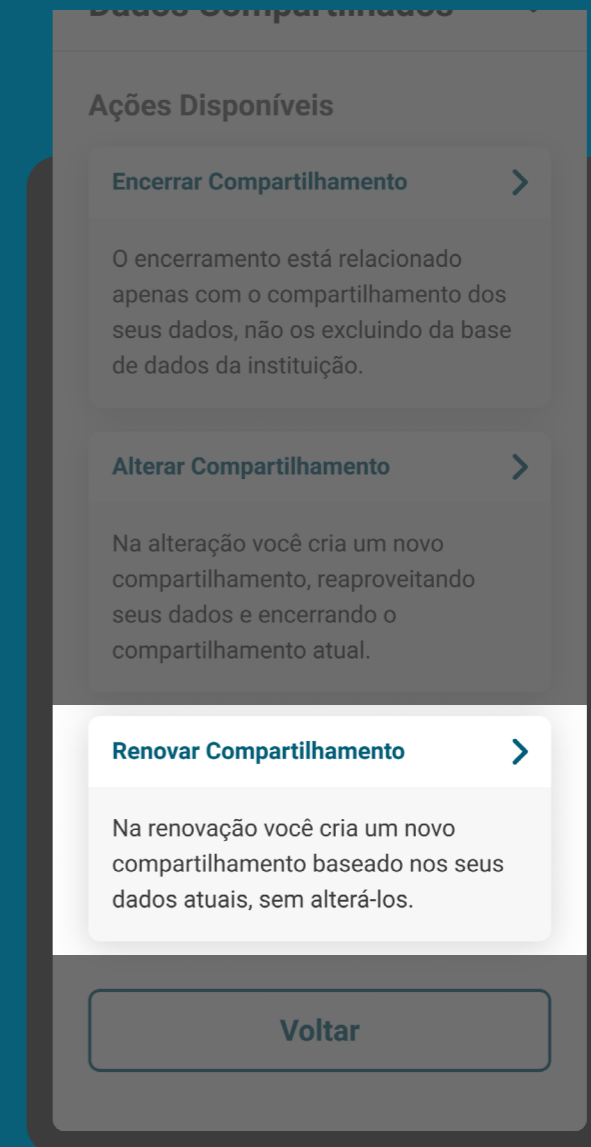 Dados Compartilhados
Ações Disponíveis
Encerrar Compartilhamento
O encerramento está relacionado
apenas com o compartilhamento dos
seus dados, não os excluindo da base
de dados da instituição.
Alterar Compartilhamento
Na alteração você cria um novo
compartilhamento, reaproveitando
seus dados e encerrando o
compartilhamento atual.
Renovar Compartilhamento
Na renovação você cria um novo
compartilhamento baseado nos seus
dados atuais, sem alterá-los.
Voltar